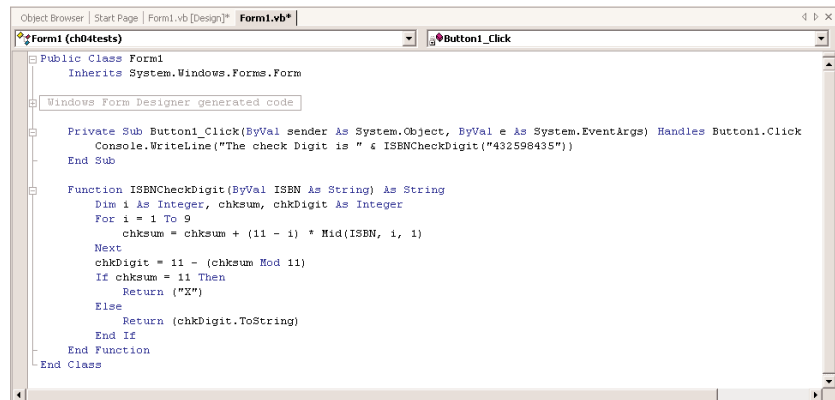 Object Browser | Start Page | Form1.vb [Design]* | Form1.vb*
Form1 (ch04tests)
Button1_Click
Public Class Form1
Inherits System.Windows.Forms.Form
Windows Form Designer generated code
Private Sub Button1_Click(ByVal sender As System.Object, ByVal e As System.EventArgs) Handles Button1.Click
Console.WriteLine("The check Digit is " & ISBNCheckDigit("432598435"))
End Sub
Function ISBNCheckDigit(ByVal ISBN As String) As String
Dim i As Integer, chksum, chkDigit As Integer
For i = 1 To 9
chksum = chksum + (11 - i) * Mid(ISBN, i, 1)
Next
chkDigit = 11 - (chksum Mod 11)
If chksum = 11 Then
Return ("X")
Else
Return (chkDigit.ToString)
End If
End Function
End Class